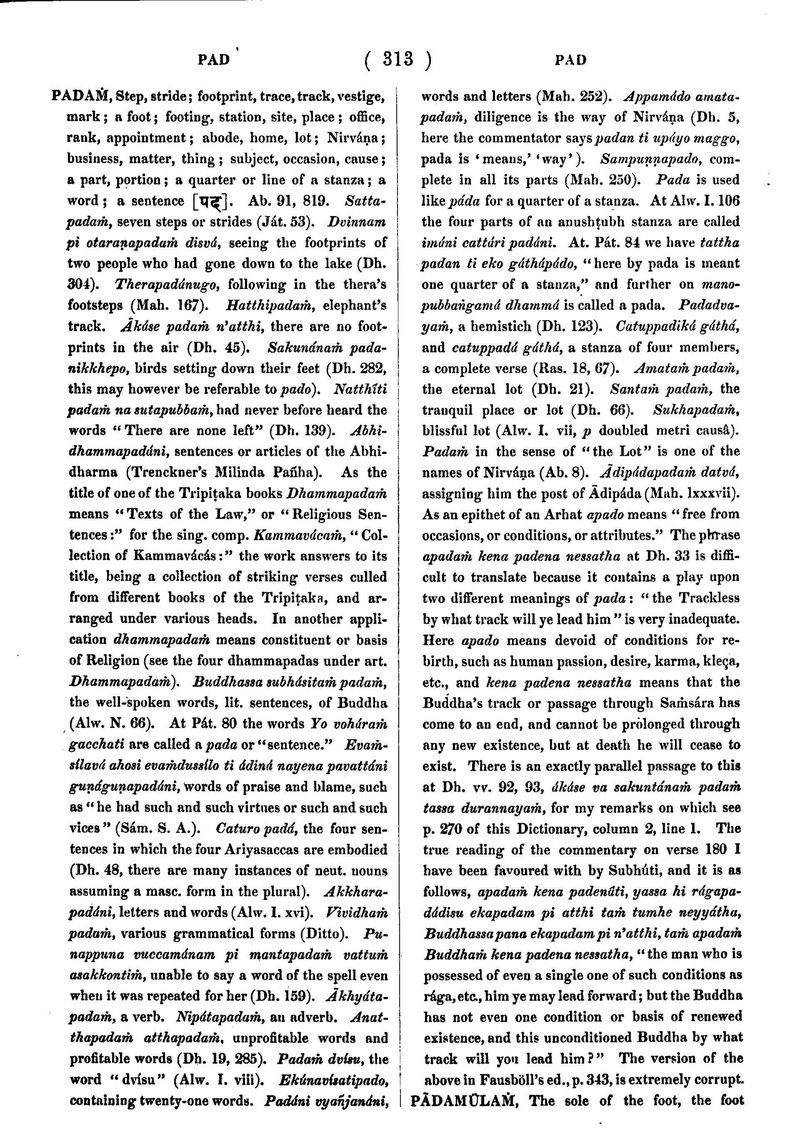 PAD
( 313 )
PAD
PADAṀ, Step, stride; footprint, trace, track, vestige,
mark; a foot; footing, station, site, place; office,
rank, appointment; abode, home, lot; Nirváṇa;
business, matter, thing; subject, occasion, cause;
a part, portion; a quarter or line of a stanza; a
word; a sentence [पद]. Ab. 91, 819. Satta-
padaṁ, seven steps or strides (Ját. 53). Dvinnam
pi otaraṇapadaṁ disvá, seeing the footprints of
two people who had gone down to the lake (Dh.
304). Therapadánugo, following in the thera's
footsteps (Mah. 167). Hatthipadaṁ, elephant's
track. Ākáse padaṁ n'atthi, there are no foot-
prints in the air (Dh. 45). Sakunánaṁ pada-
nikkhepo, birds setting down their feet (Dh. 282,
this may however be referable to pado). Natthíti
padaṁ na sutapubbaṁ, had never before heard the
words "There are none left" (Dh. 139). Abhi-
dhammapadáni, sentences or articles of the Abhi-
dharma (Trenckner's Milinda Pañha). As the
title of one of the Tripiṭaka books Dhammapadaṁ
means "Texts of the Law," or "Religious Sen-
tences:" for the sing. comp. Kammavácaṁ, "Col-
lection of Kammavácás:" the work answers to its
title, being a collection of striking verses culled
from different books of the Tripiṭaka, and ar-
ranged under various heads. In another appli-
cation dhammapadaṁ means constituent or basis
of Religion (see the four dhammapadas under art.
Dhammapadaṁ). Buddhassa subhásitaṁ padaṁ,
the well-spoken words, lit. sentences, of Buddha
(Alw. N. 66). At Pát. 80 the words Yo voháraṁ
gacchati are called a pada or "sentence." Evaṁ-
sílavá ahosi evaṁdussílo ti ádiná nayena pavattáni
guṇáguṇapadáni, words of praise and blame, such
as "he had such and such virtues or such and such
vices" (Sám. S. A.). Caturo padá, the four sen-
tences in which the four Ariyasaccas are embodied
(Dh. 48, there are many instances of neut. nouns
assuming a masc. form in the plural). Akkhara-
padáni, letters and words (Alw. I. xvi). Vividhaṁ
padaṁ, various grammatical forms (Ditto). Pu-
nappuna vuccamánam pi mantapadaṁ vattuṁ
asakkontiṁ, unable to say a word of the spell even
when it was repeated for her (Dh. 159). Ākhyáta-
padaṁ, a verb. Nipátapadaṁ, an adverb. Anat-
thapadaṁ atthapadaṁ, unprofitable words and
profitable words (Dh. 19, 285). Padaṁ dvísu, the
word "dvísu" (Alw. I. viii). Ekúnavísatipado,
containing twenty-one words. Padáni vyañjanáni,
words and letters (Mah. 252). Appamádo amata-
padaṁ, diligence is the way of Nirváṇa (Dh. 5,
here the commentator says padan ti upáyo maggo,
pada is 'means,' 'way'). Sampuṇṇapado, com-
plete in all its parts (Mah. 250). Pada is used
like páda for a quarter of a stanza. At Alw. I. 106
the four parts of an anushṭubh stanza are called
imáni cattári padáni. At. Pát. 84 we have tattha
padan ti eko gáthápádo, "here by pada is meant
one quarter of a stanza," and further on mano-
pubbaṅgamá dhammá is called a pada. Padadva-
yaṁ, a hemistich (Dh. 123). Catuppadiká gáthá,
and catuppadá gáthá, a stanza of four members,
a complete verse (Ras. 18, 67). Amataṁ padaṁ,
the eternal lot (Dh. 21). Santaṁ padaṁ, the
tranquil place or lot (Dh. 66). Sukhapadaṁ,
blissful lot (Alw. I. vii, p doubled metri causâ).
Padaṁ in the sense of "the Lot" is one of the
names of Nirváṇa (Ab. 8). Ādipádapadaṁ datvá,
assigning him the post of Ādipáda (Mah. lxxxvii).
As an epithet of an Arhat apado means "free from
occasions, or conditions, or attributes." The phrase
apadaṁ kena padena nessatha at Dh. 33 is diffi-
cult to translate because it contains a play upon
two different meanings of pada: "the Trackless
by what track will ye lead him" is very inadequate.
Here apado means devoid of conditions for re-
birth, such as human passion, desire, karma, kleça,
etc., and kena padena nessatha means that the
Buddha's track or passage through Saṁsára has
come to an end, and cannot be prolonged through
any new existence, but at death he will cease to
exist. There is an exactly parallel passage to this
at Dh. vv. 92, 93, ákáse va sakuntánaṁ padaṁ
tassa durannayaṁ, for my remarks on which see
p. 270 of this Dictionary, column 2, line 1. The
true reading of the commentary on verse 180 I
have been favoured with by Subhúti, and it is as
follows, apadaṁ kena padenáti, yassa hi rágapa-
dádisu ekapadam pi atthi taṁ tumhe neyyátha,
Buddhassa pana ekapadam pi n'atthi, taṁ apadaṁ
Buddhaṁ kena padena nessatha, "the man who is
possessed of even a single one of such conditions as
rága, etc., him ye may lead forward; but the Buddha
has not even one condition or basis of renewed
existence, and this unconditioned Buddha by what
track will you lead him?" The version of the
above in Fausböll's ed., p. 343, is extremely corrupt.
PĀDAMŪLAṀ, The sole of the foot, the foot